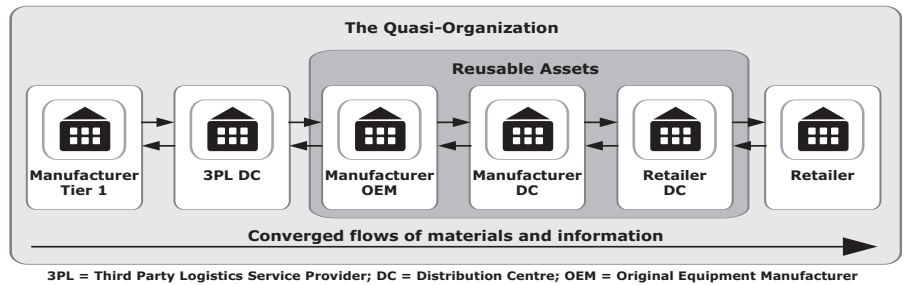 The Quasi-Organization
Reusable Assets
Manufacturer
Tier 1
3PL DC
Manufacturer
OEM
Manufacturer
DC
Retailer
DC
Retailer
Converged flows of materials and information
3PL = Third Party Logistics Service Provider; DC = Distribution Centre; OEM = Original Equipment Manufacturer